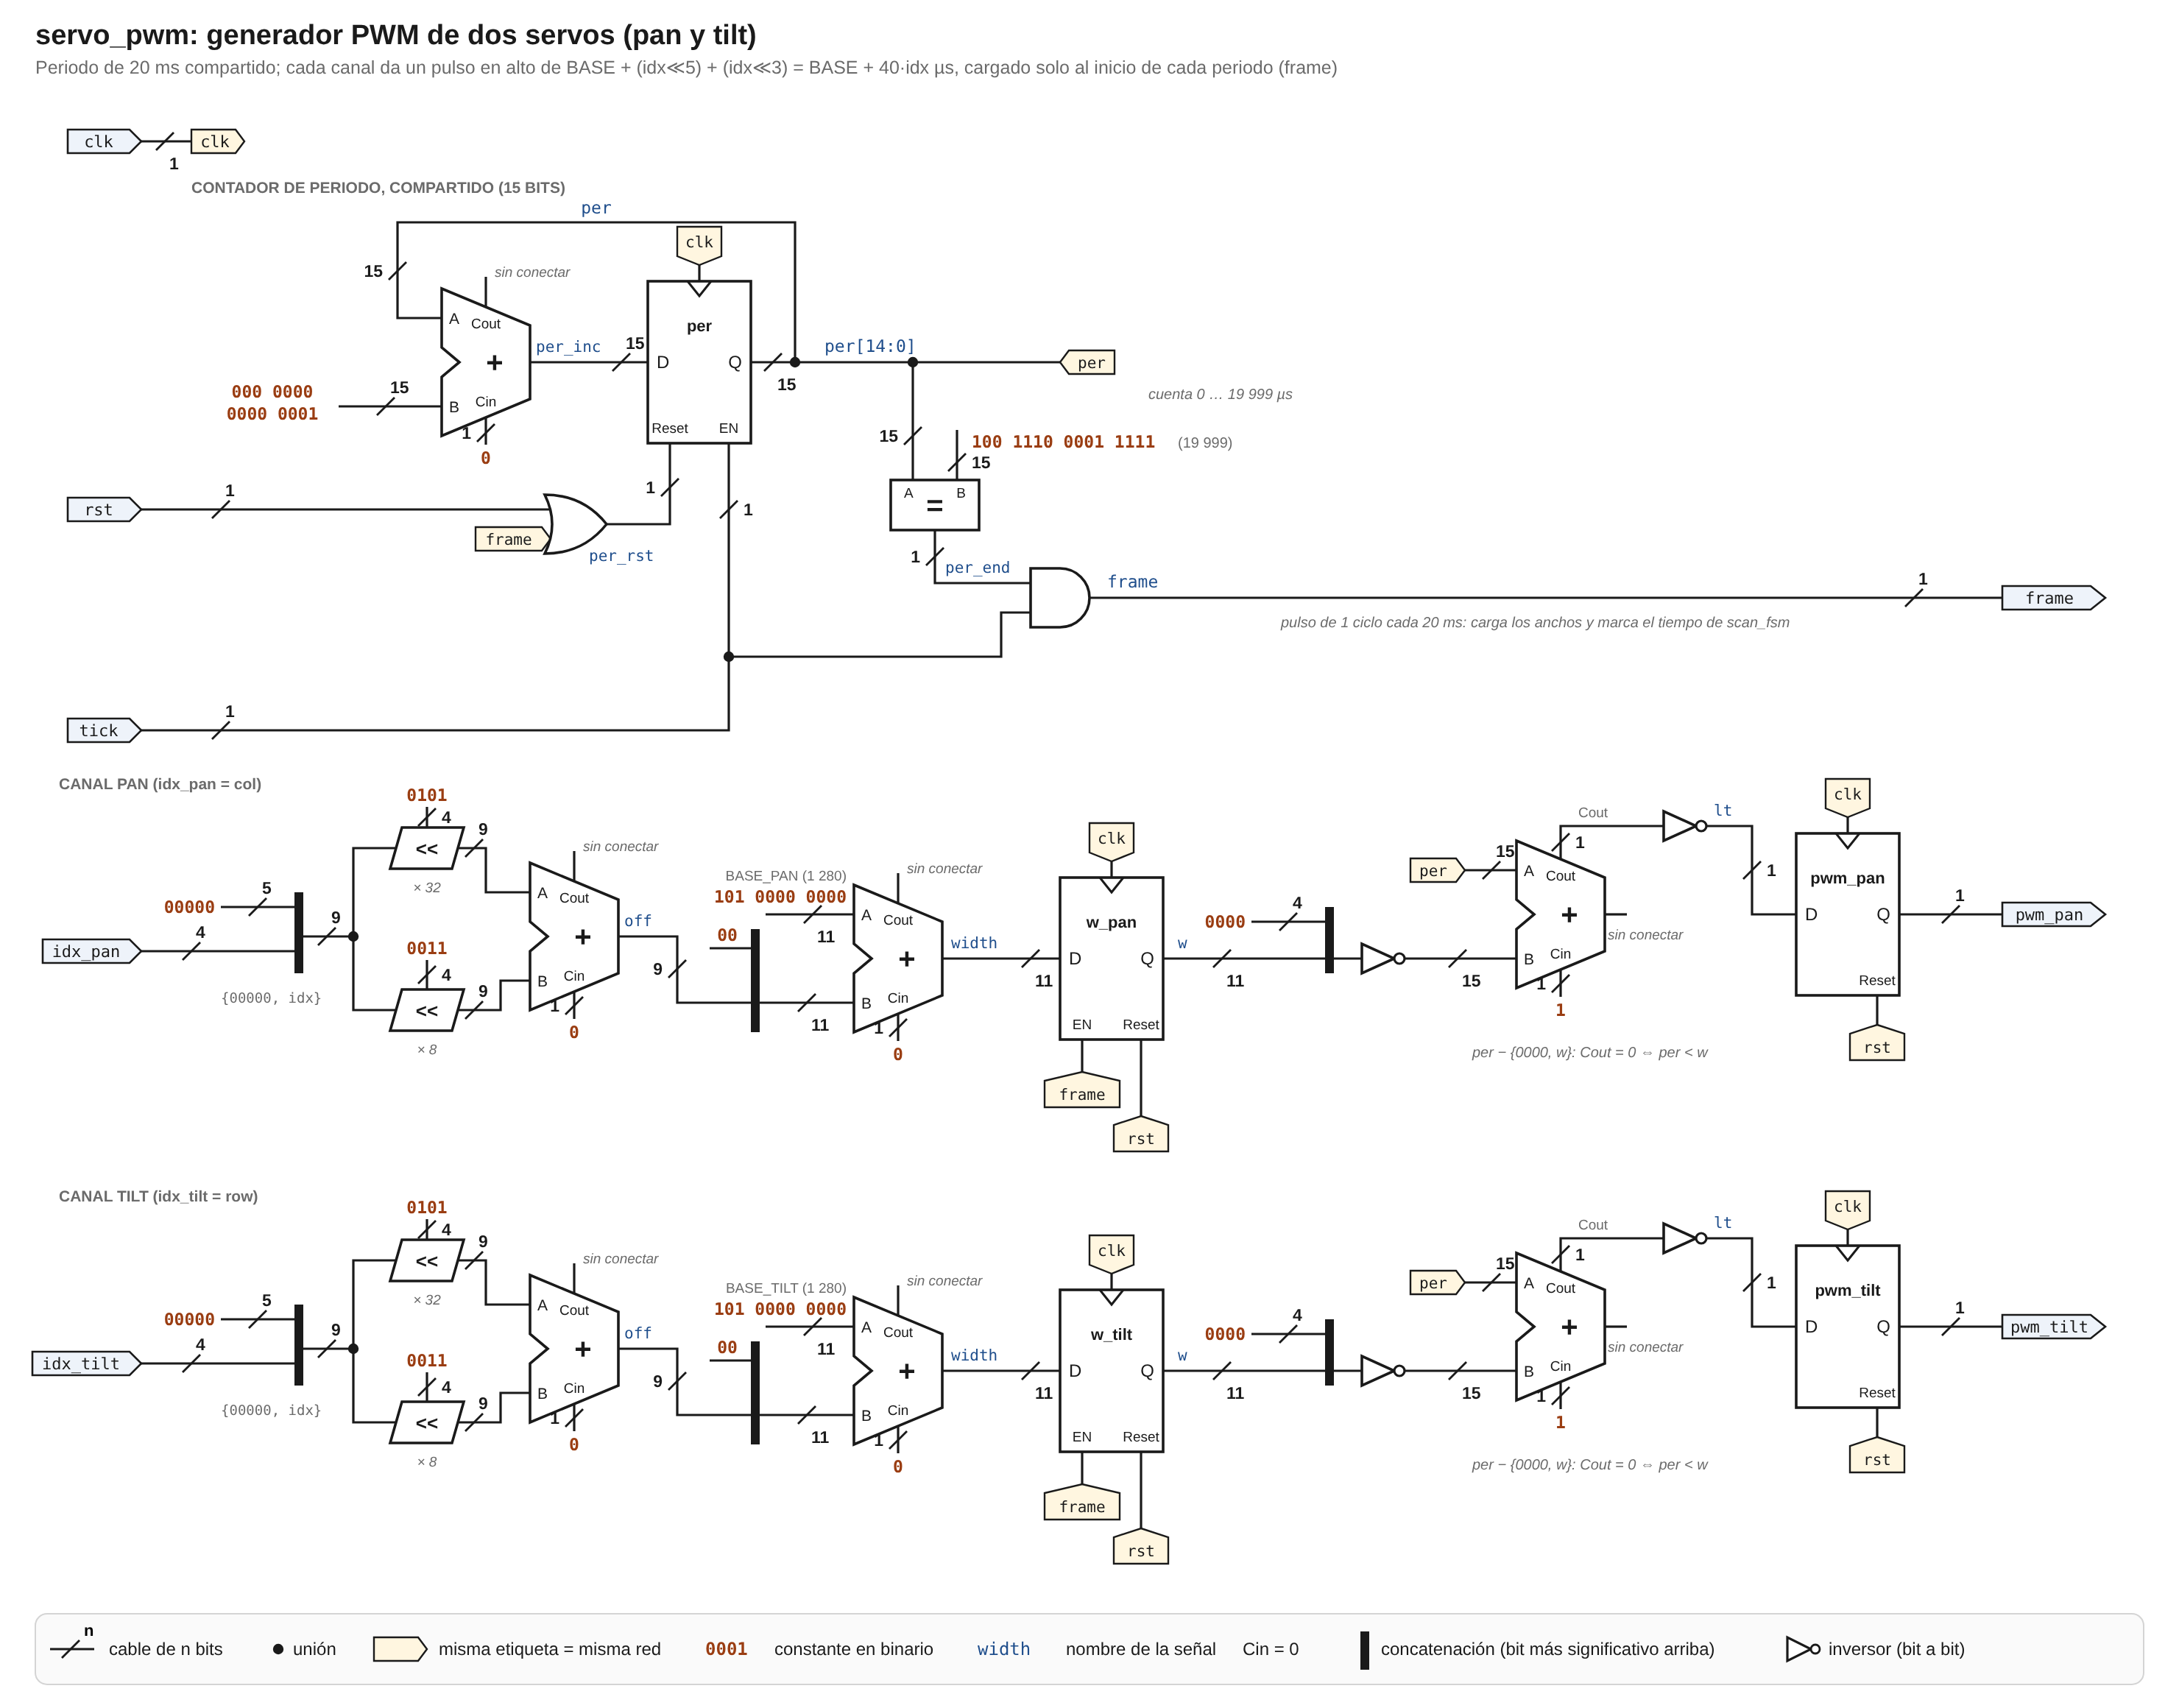 servo_pwm: generador PWM de dos servos (pan y tilt)
Periodo de 20 ms compartido; cada canal da un pulso en alto de BASE + (idx≪5) + (idx≪3) = BASE + 40·idx µs, cargado solo al inicio de cada periodo (frame)
clk
clk
1
CONTADOR DE PERIODO, COMPARTIDO (15 BITS)
per
clk
15
sin conectar
A
Cout
per
per_inc
15
D
Q
per[14:0]
per
+
15
000 0000
0000 0001
15
B
Cin
cuenta 0 … 19 999 µs
1
0
Reset
EN
15
100 1110 0001 1111
(19 999)
15
rst
1
1
1
A
B
=
frame
per_rst
1
per_end
frame
1
frame
pulso de 1 ciclo cada 20 ms: carga los anchos y marca el tiempo de scan_fsm
tick
1
CANAL PAN (idx_pan = col)
0101
4
9
<<
× 32
sin conectar
00000
5
idx_pan
4
9
{00000, idx}
0011
4
9
<<
× 8
A
Cout
+
B
Cin
1
0
off
9
BASE_PAN (1 280)
101 0000 0000
11
00
11
sin conectar
A
Cout
+
B
Cin
1
0
width
11
clk
w_pan
D
Q
EN
Reset
frame
rst
w
11
0000
4
15
per
15
A
Cout
+
B
Cin
1
1
Cout
1
sin conectar
lt
1
per − {0000, w}: Cout = 0 ⇔ per < w
clk
pwm_pan
D
Q
Reset
rst
1
pwm_pan
CANAL TILT (idx_tilt = row)
0101
4
9
<<
× 32
sin conectar
00000
5
idx_tilt
4
9
{00000, idx}
0011
4
9
<<
× 8
A
Cout
+
B
Cin
1
0
off
9
BASE_TILT (1 280)
101 0000 0000
11
00
11
sin conectar
A
Cout
+
B
Cin
1
0
width
11
clk
w_tilt
D
Q
EN
Reset
frame
rst
w
11
0000
4
15
per
15
A
Cout
+
B
Cin
1
1
Cout
1
sin conectar
lt
1
per − {0000, w}: Cout = 0 ⇔ per < w
clk
pwm_tilt
D
Q
Reset
rst
1
pwm_tilt
n
cable de n bits
unión
misma etiqueta = misma red
0001
constante en binario
width
nombre de la señal
Cin = 0
concatenación (bit más significativo arriba)
inversor (bit a bit)